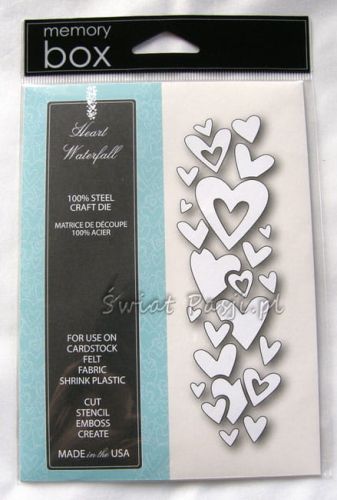 memory
box
Heart
Waterfall
100% STEEL
CRAFT DIE
MATRICE DE DÉCOUPE
100% ACIER
Świat Pasji.pl
FOR USE ON
CARDSTOCK
FELT
FABRIC
SHRINK PLASTIC
CUT
STENCIL
EMBOSS
CREATE
MADE in the USA